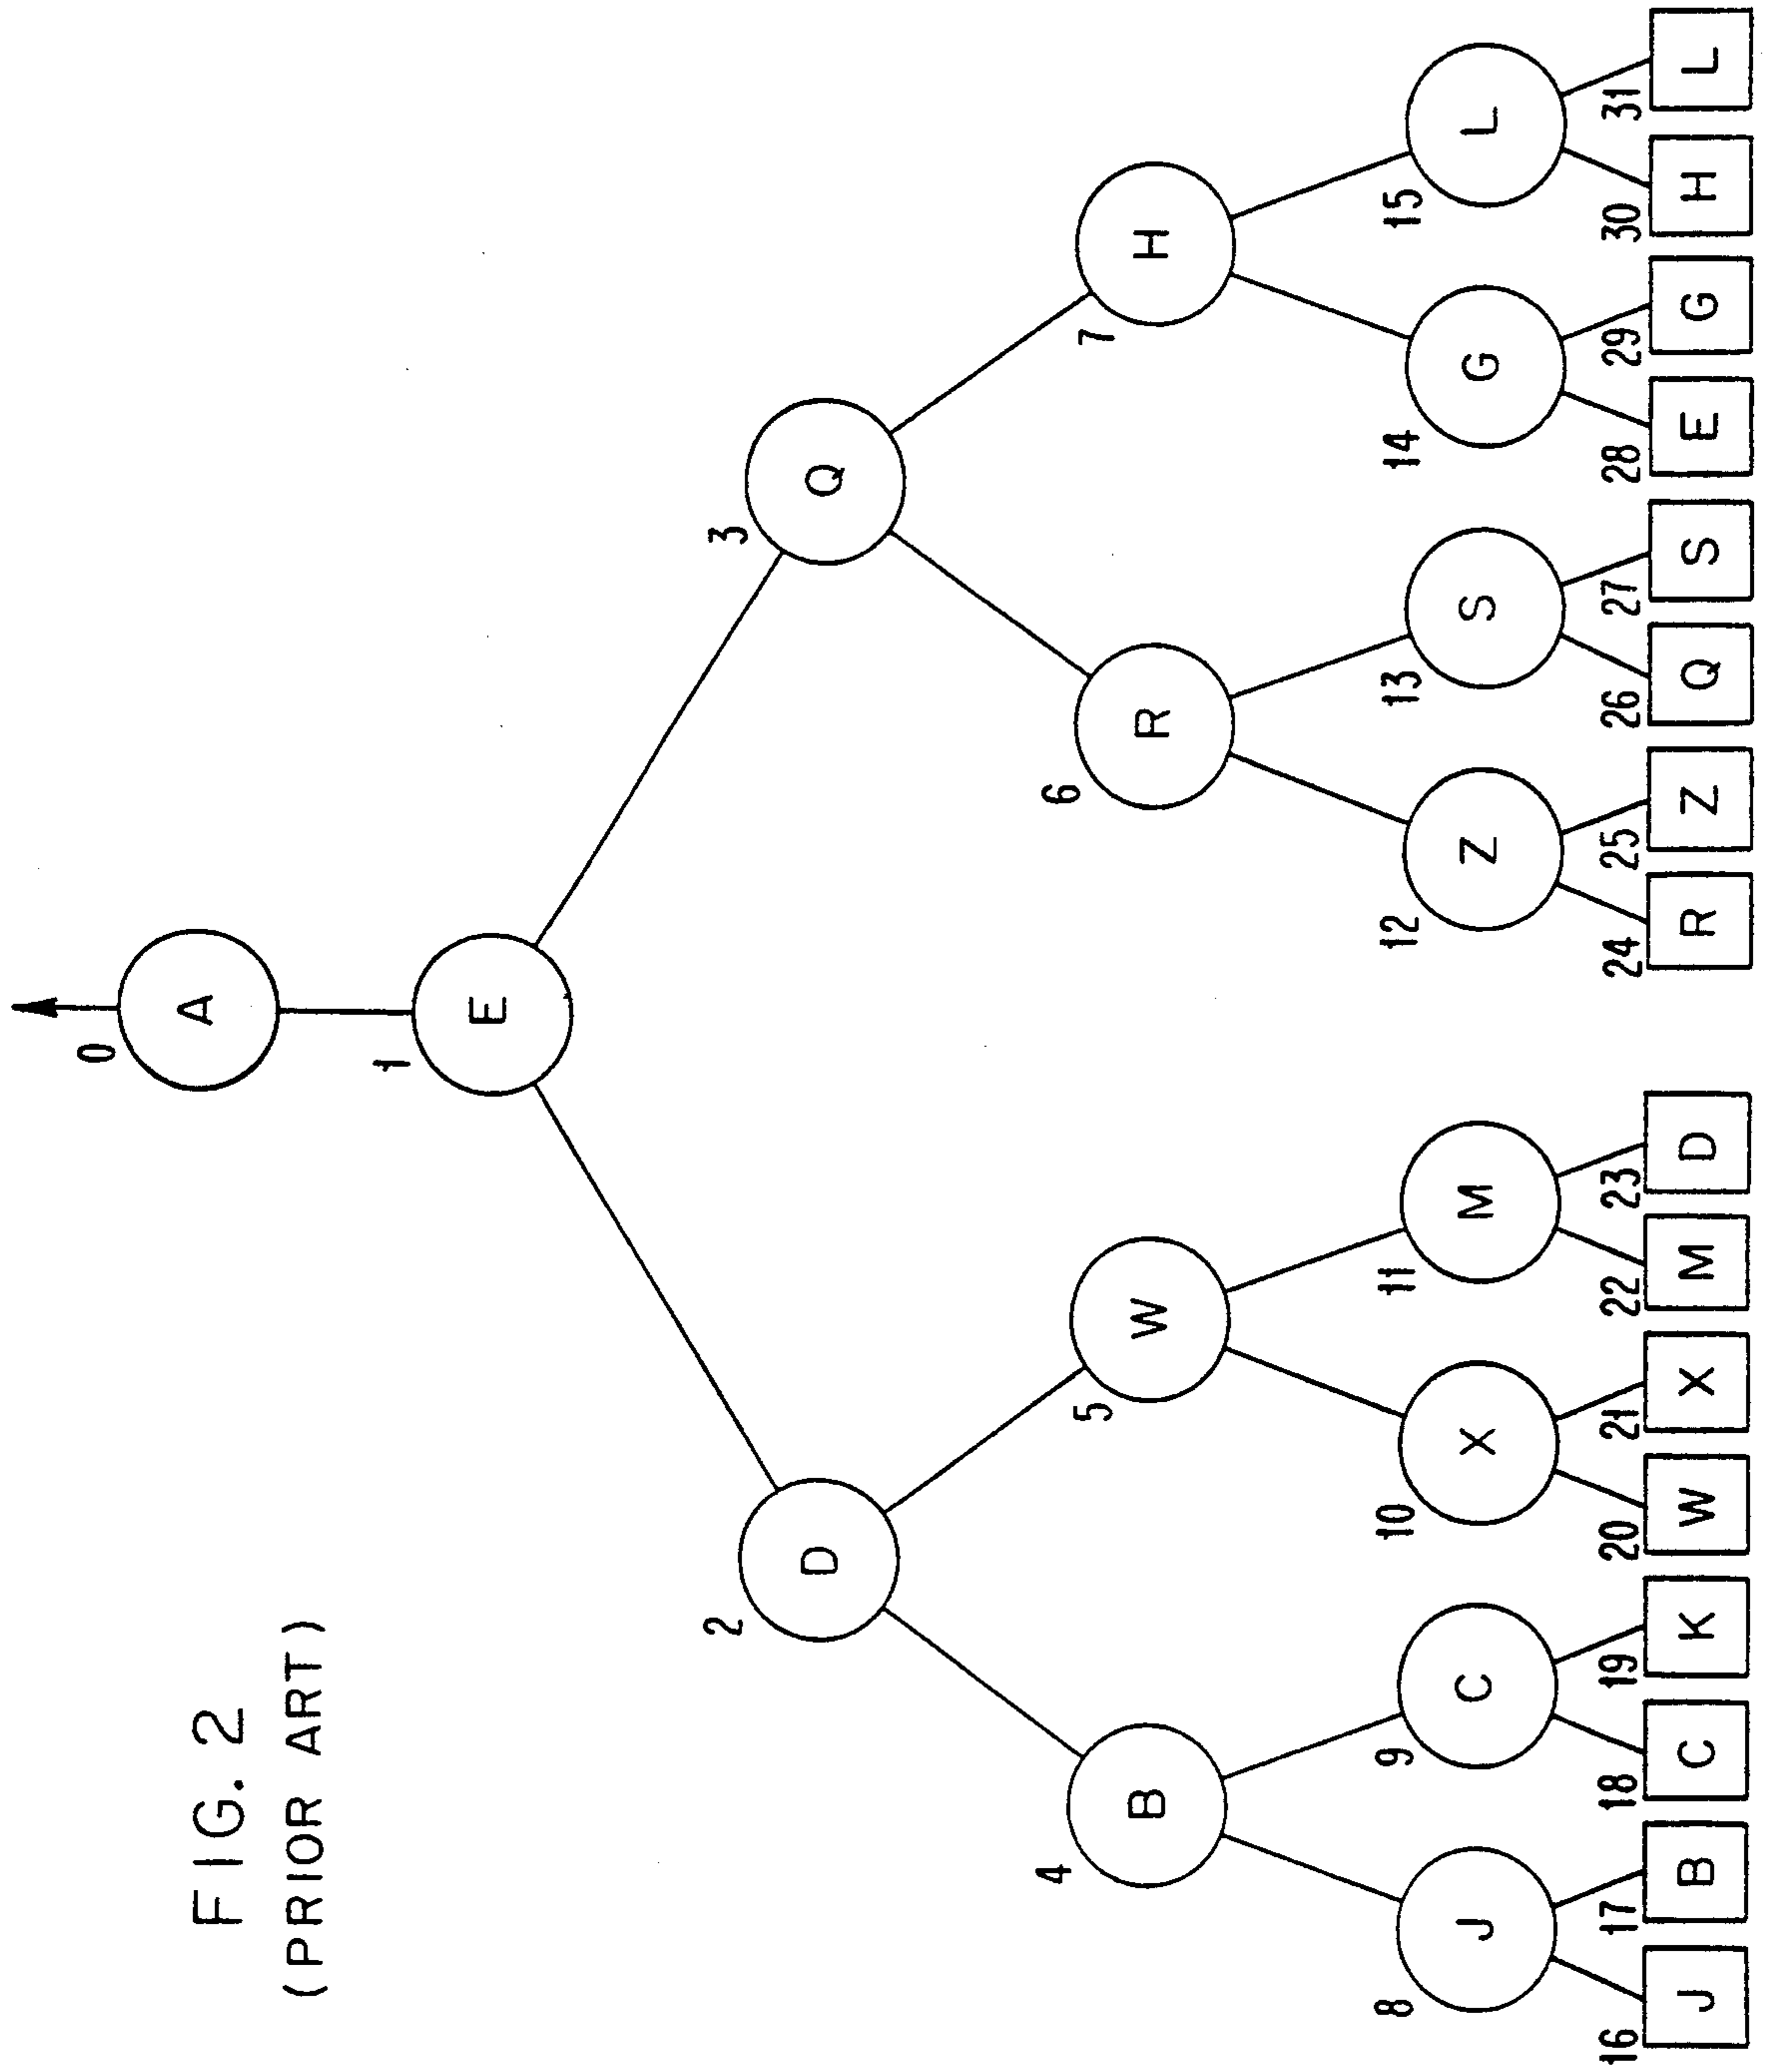 FIG. 2
(PRIOR ART)
0
A
1
E
2
D
3
Q
4
B
5
W
6
R
7
H
8
J
9
C
10
X
11
M
12
Z
13
S
14
G
15
L
16
J
17
B
18
C
19
K
20
W
21
X
22
M
23
D
24
R
25
Z
26
Q
27
S
28
E
29
G
30
H
31
L